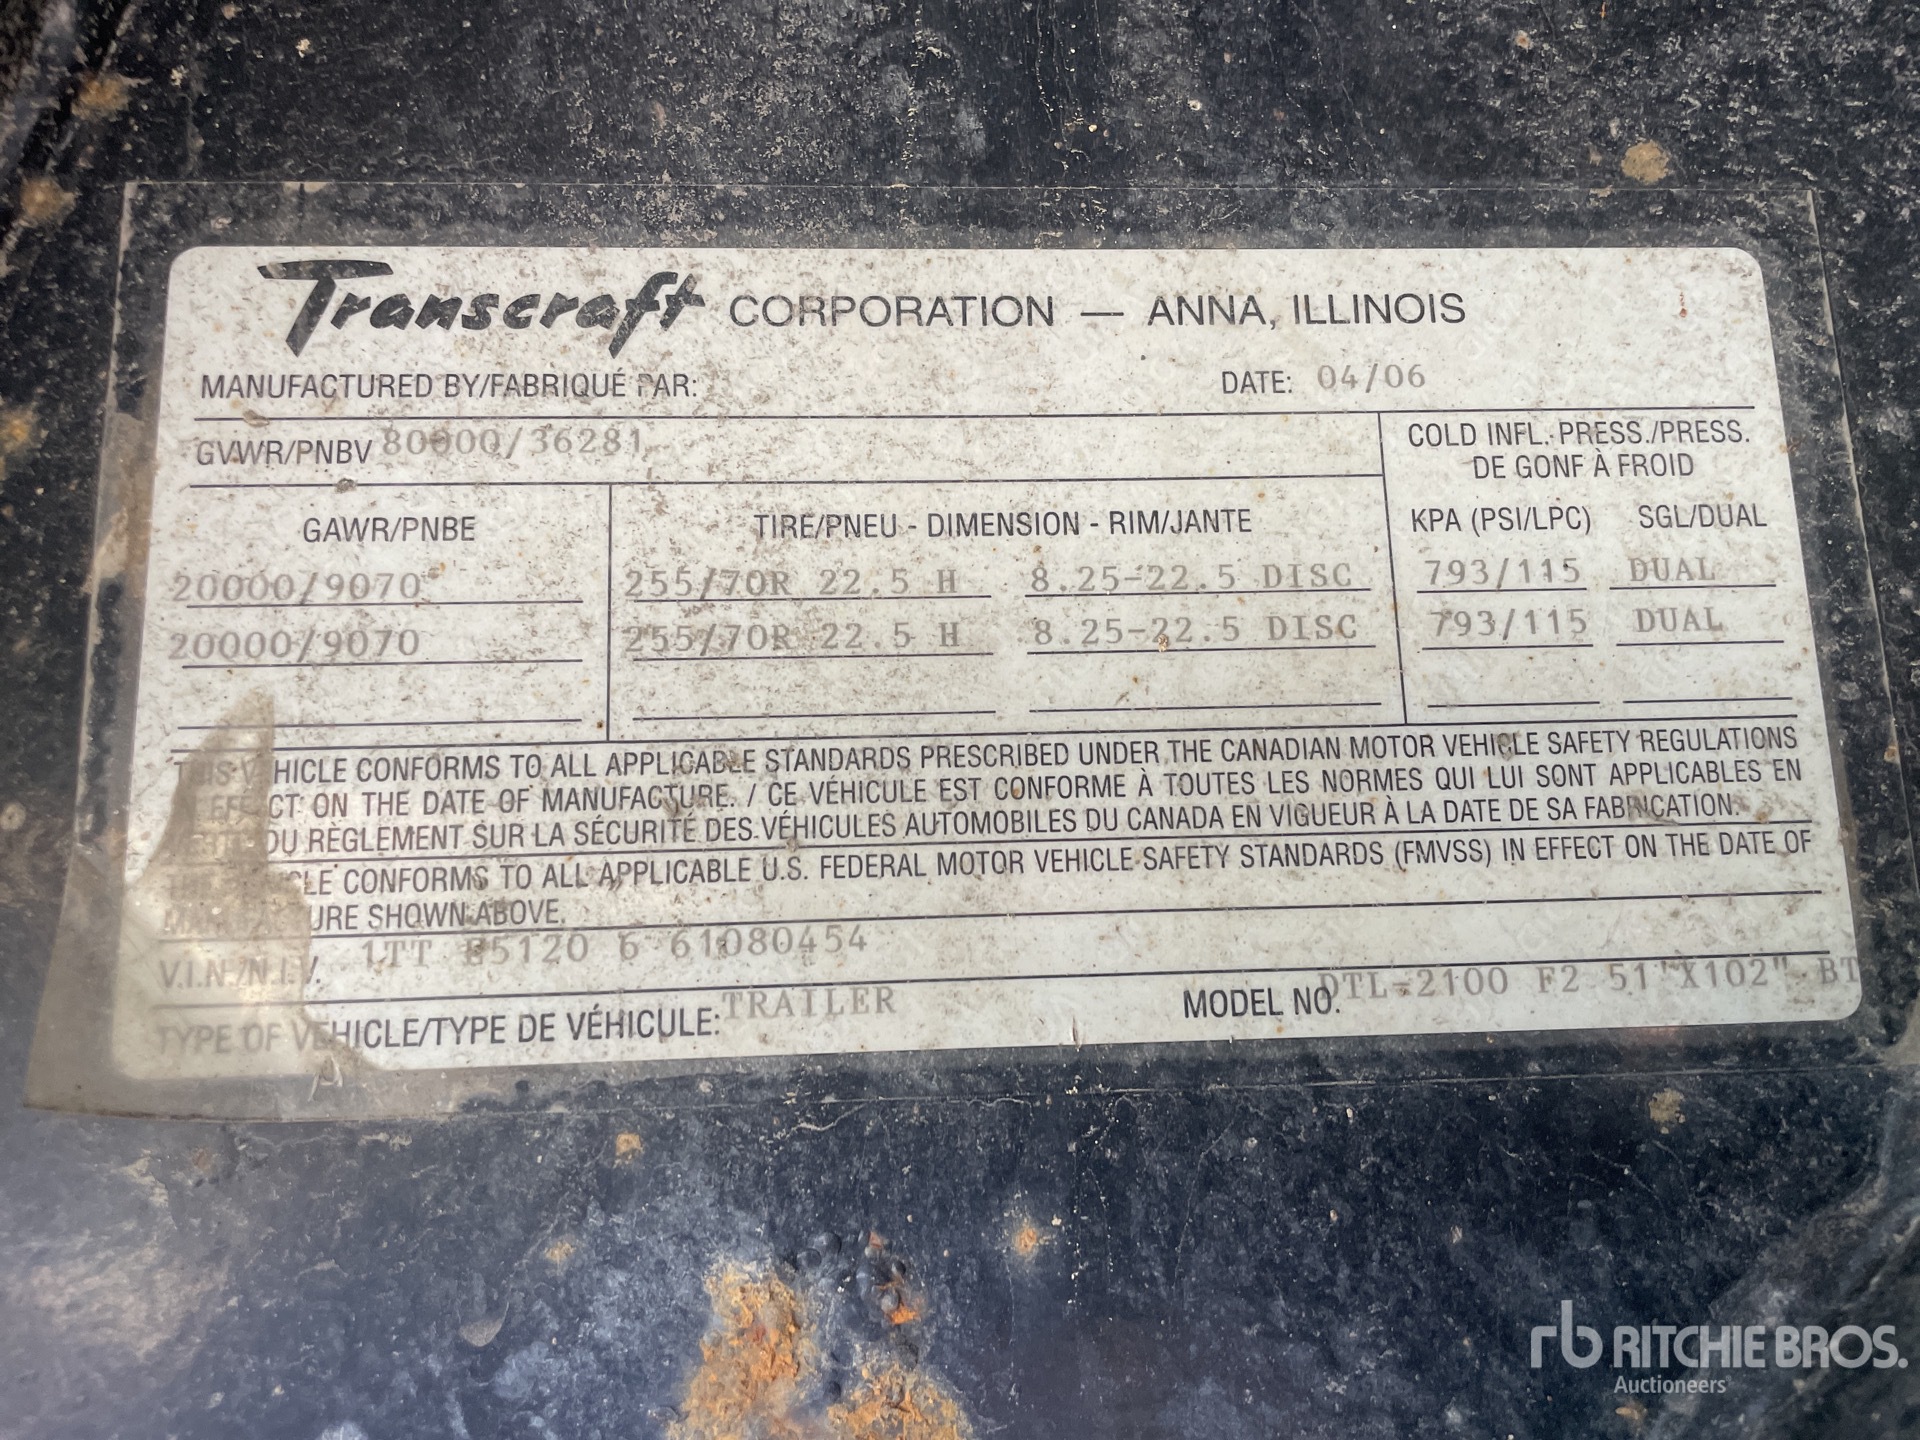 Transcraft CORPORATION — ANNA, ILLINOIS
MANUFACTURED BY/FABRIQUÉ PAR: DATE: 04/06
GVWR/PNBV 80000/36281
COLD INFL. PRESS./PRESS.
DE GONF À FROID
GAWR/PNBE TIRE/PNEU - DIMENSION - RIM/JANTE KPA (PSI/LPC) SGL/DUAL
20000/9070 255/70R 22.5 H 8.25-22.5 DISC 793/115 DUAL
20000/9070 255/70R 22.5 H 8.25-22.5 DISC 793/115 DUAL
THIS VEHICLE CONFORMS TO ALL APPLICABLE STANDARDS PRESCRIBED UNDER THE CANADIAN MOTOR VEHICLE SAFETY REGULATIONS
EFFECT ON THE DATE OF MANUFACTURE. / CE VÉHICULE EST CONFORME À TOUTES LES NORMES QUI LUI SONT APPLICABLES EN
DU RÈGLEMENT SUR LA SÉCURITÉ DES VÉHICULES AUTOMOBILES DU CANADA EN VIGUEUR À LA DATE DE SA FABRICATION.
THIS VEHICLE CONFORMS TO ALL APPLICABLE U.S. FEDERAL MOTOR VEHICLE SAFETY STANDARDS (FMVSS) IN EFFECT ON THE DATE OF
MANUFACTURE SHOWN ABOVE.
V.I.N./N.I.V. 1TT 5120 6 61080454
TYPE OF VEHICLE/TYPE DE VÉHICULE: TRAILER MODEL NO. DTL-2100 F2 51'X102" BT
rb RITCHIE BROS.
Auctioneers